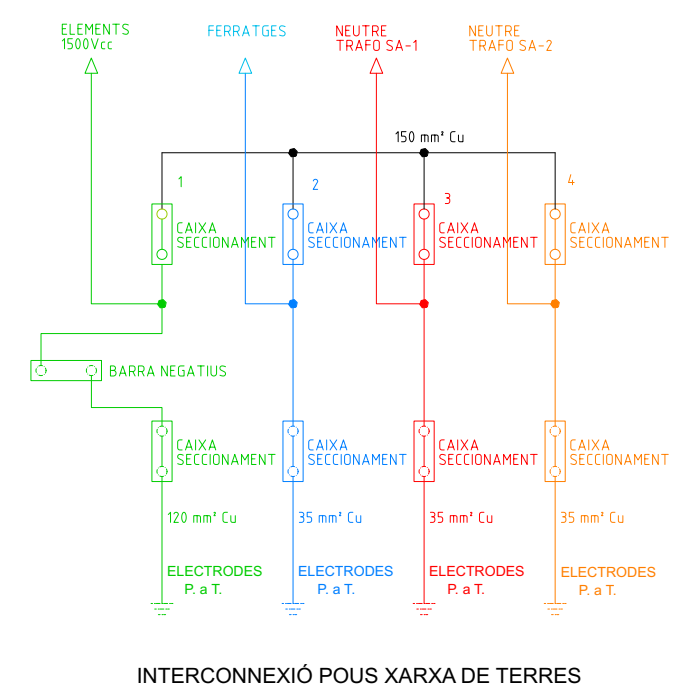 ELEMENTS
1500Vcc
FERRATGES
NEUTRE
TRAFO SA-1
NEUTRE
TRAFO SA-2
150 mm² Cu
1
2
3
4
CAIXA
SECCIONAMENT
CAIXA
SECCIONAMENT
CAIXA
SECCIONAMENT
CAIXA
SECCIONAMENT
BARRA NEGATIUS
CAIXA
SECCIONAMENT
CAIXA
SECCIONAMENT
CAIXA
SECCIONAMENT
CAIXA
SECCIONAMENT
120 mm² Cu
35 mm² Cu
35 mm² Cu
35 mm² Cu
ELECTRODES
P. a T.
ELECTRODES
P. a T.
ELECTRODES
P. a T.
ELECTRODES
P. a T.
INTERCONNEXIÓ POUS XARXA DE TERRES